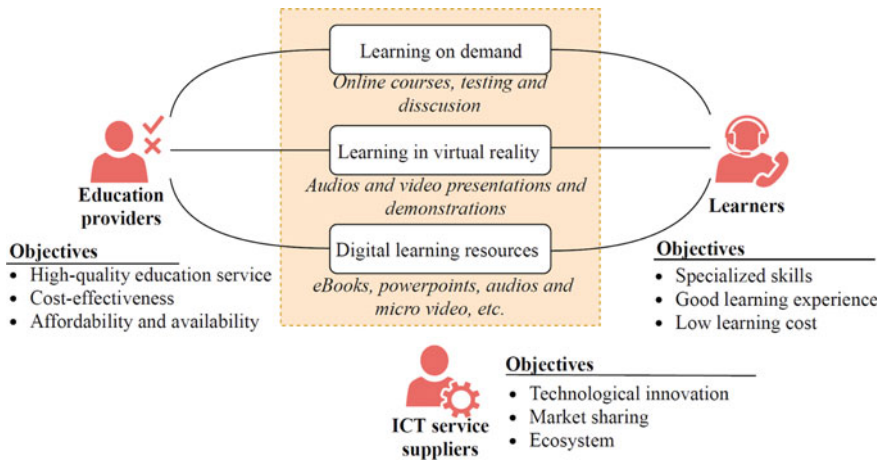 Learning on demand
Online courses, testing and
disscusion
Learning in virtual reality
Audios and video presentations and
demonstrations
Digital learning resources
eBooks, powerpoints, audios and
micro video, etc.
Education
providers
Objectives
• High-quality education service
• Cost-effectiveness
• Affordability and availability
Learners
Objectives
• Specialized skills
• Good learning experience
• Low learning cost
ICT service
suppliers
Objectives
• Technological innovation
• Market sharing
• Ecosystem